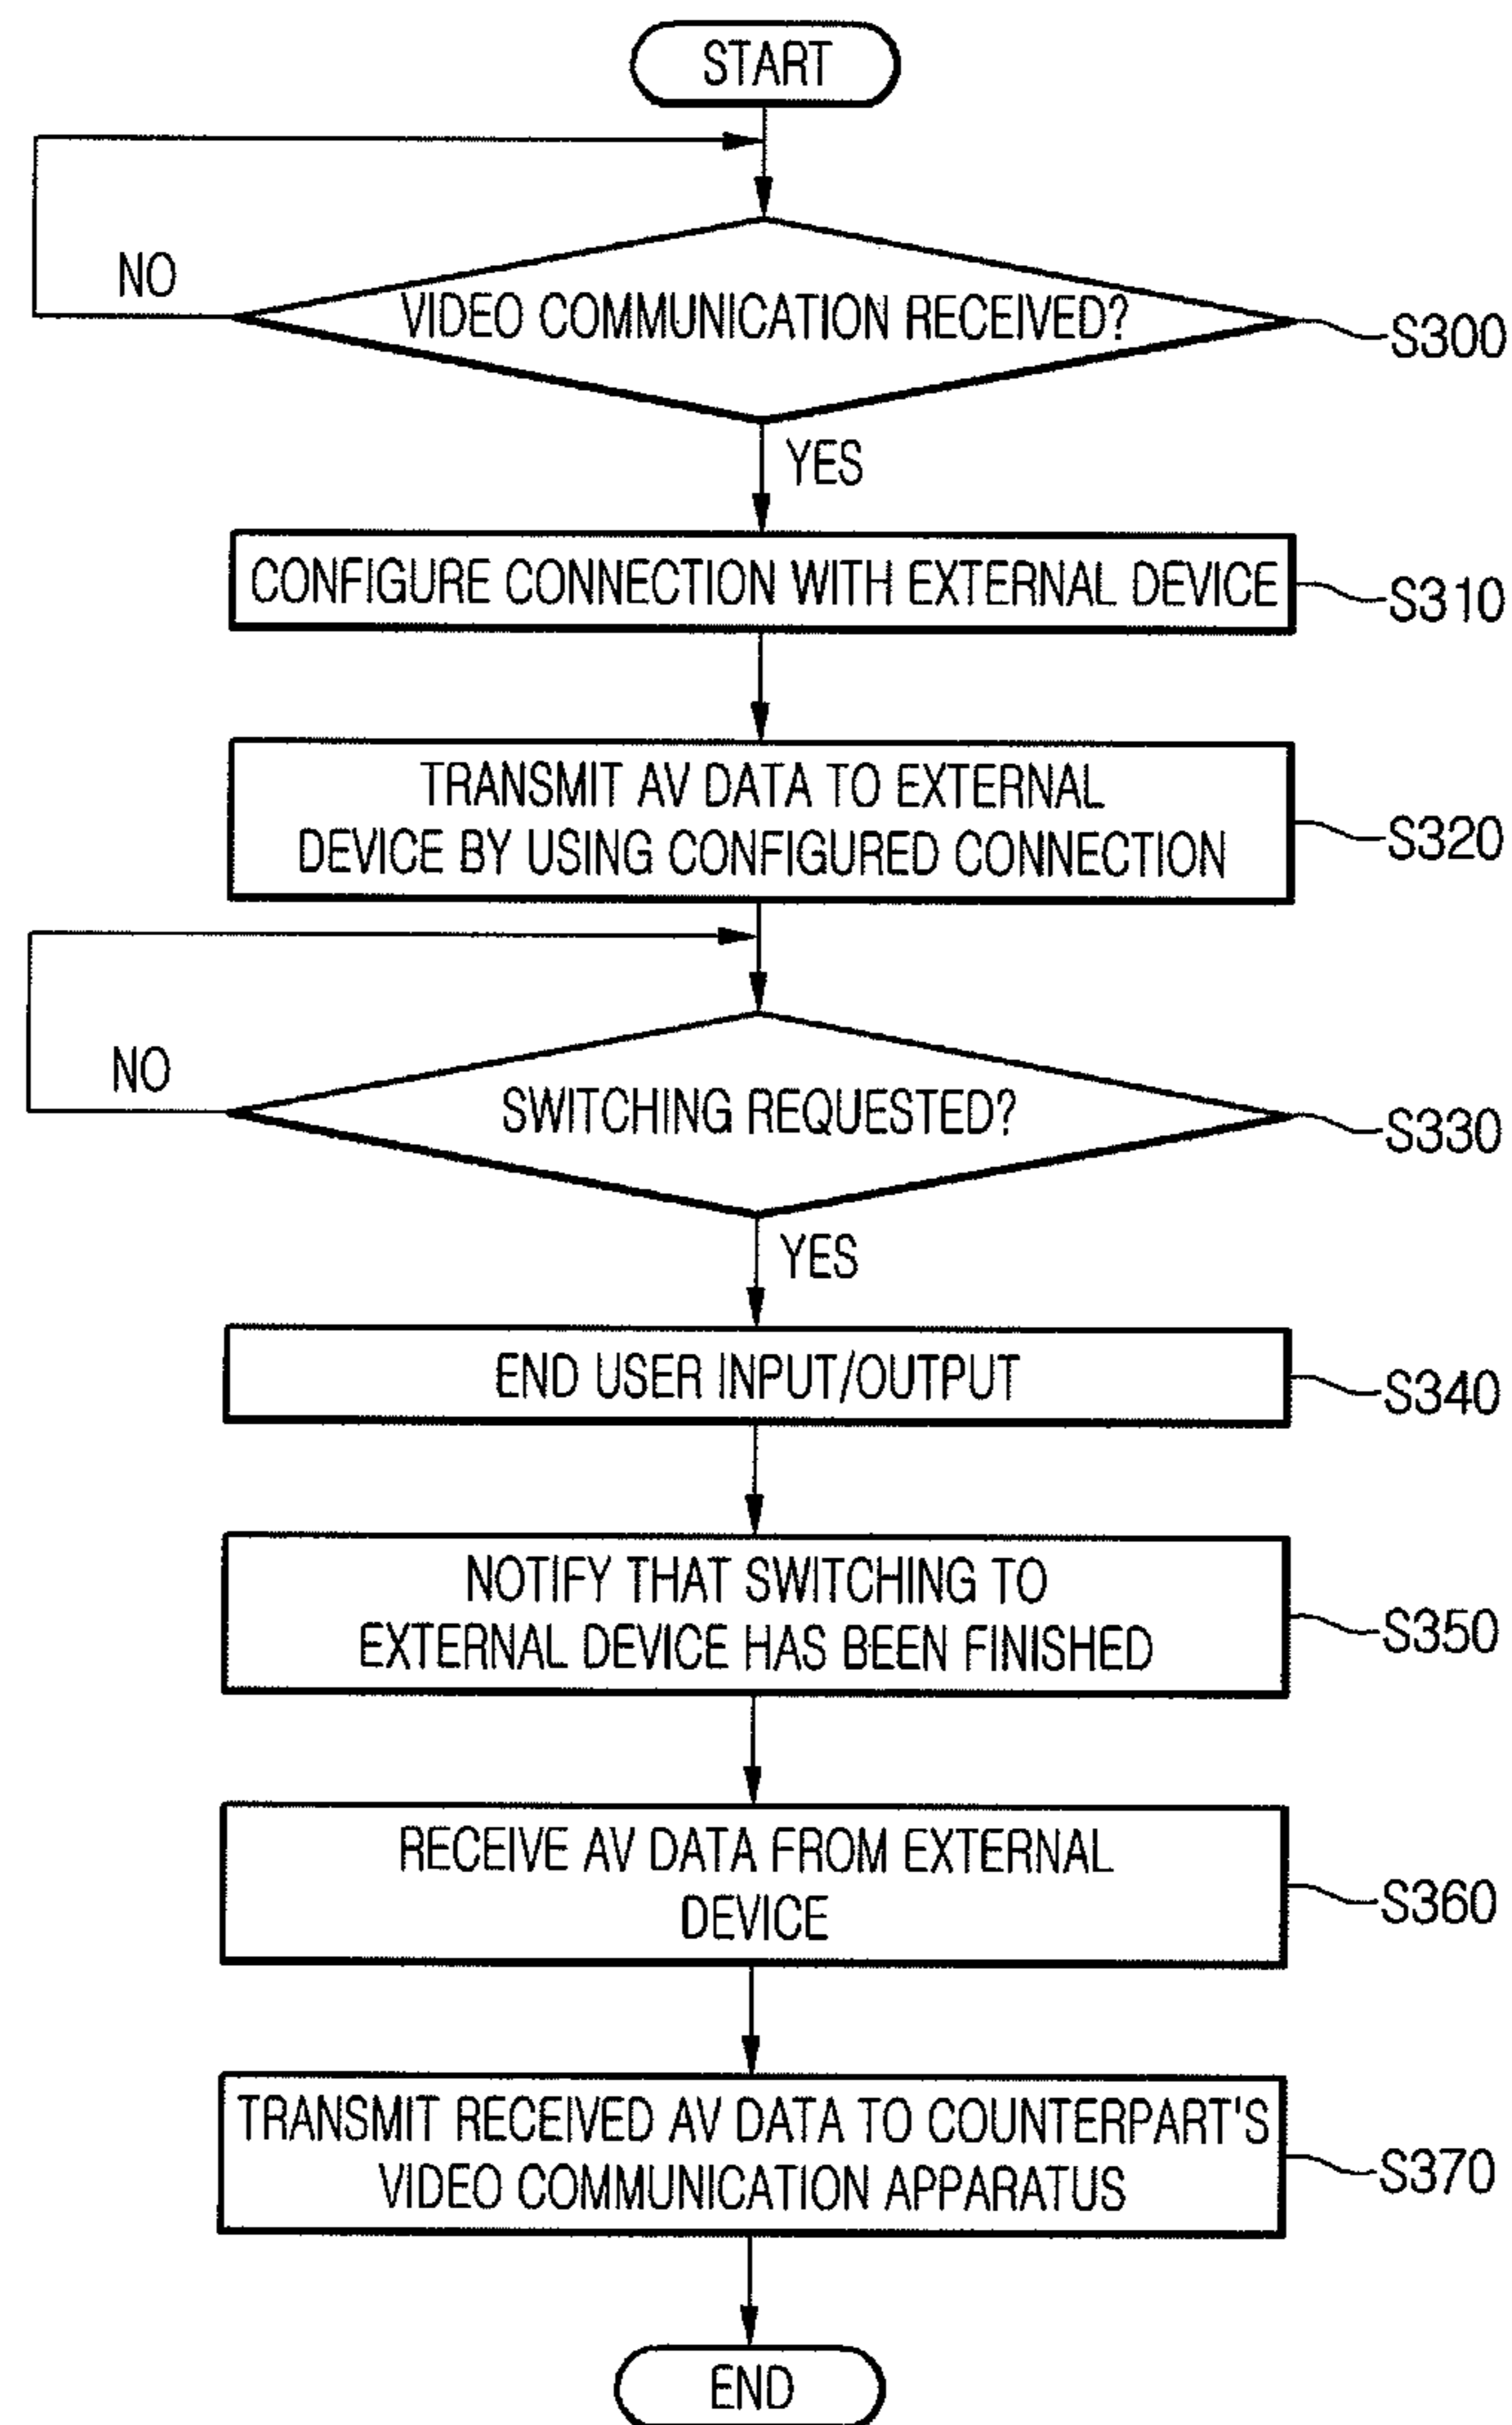 START
NO
VIDEO COMMUNICATION RECEIVED?
S300
YES
CONFIGURE CONNECTION WITH EXTERNAL DEVICE
S310
TRANSMIT AV DATA TO EXTERNAL
DEVICE BY USING CONFIGURED CONNECTION
S320
NO
SWITCHING REQUESTED?
S330
YES
END USER INPUT/OUTPUT
S340
NOTIFY THAT SWITCHING TO
EXTERNAL DEVICE HAS BEEN FINISHED
S350
RECEIVE AV DATA FROM EXTERNAL
DEVICE
S360
TRANSMIT RECEIVED AV DATA TO COUNTERPART'S
VIDEO COMMUNICATION APPARATUS
S370
END